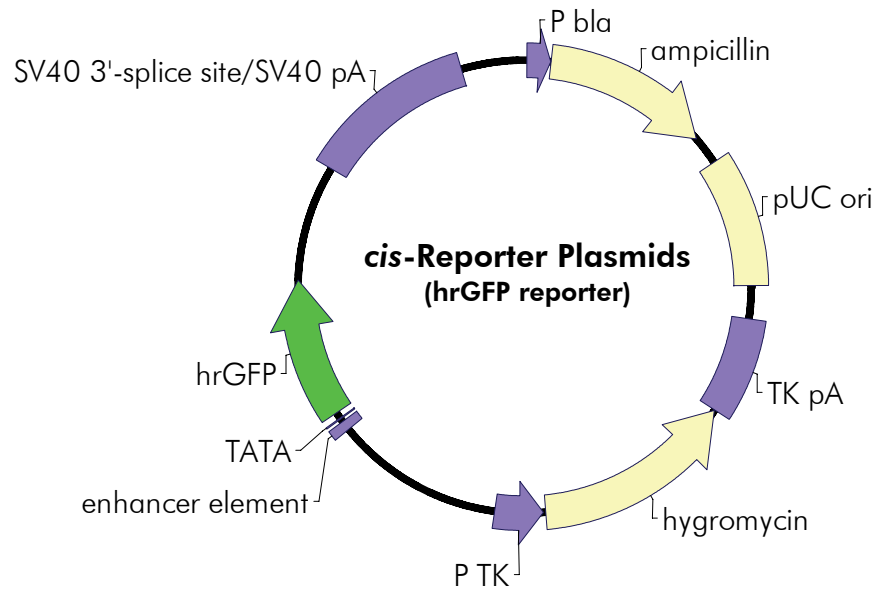 P bla
ampicillin
SV40 3'-splice site/SV40 pA
pUC ori
cis-Reporter Plasmids
(hrGFP reporter)
hrGFP
TK pA
TATA
enhancer element
hygromycin
P TK